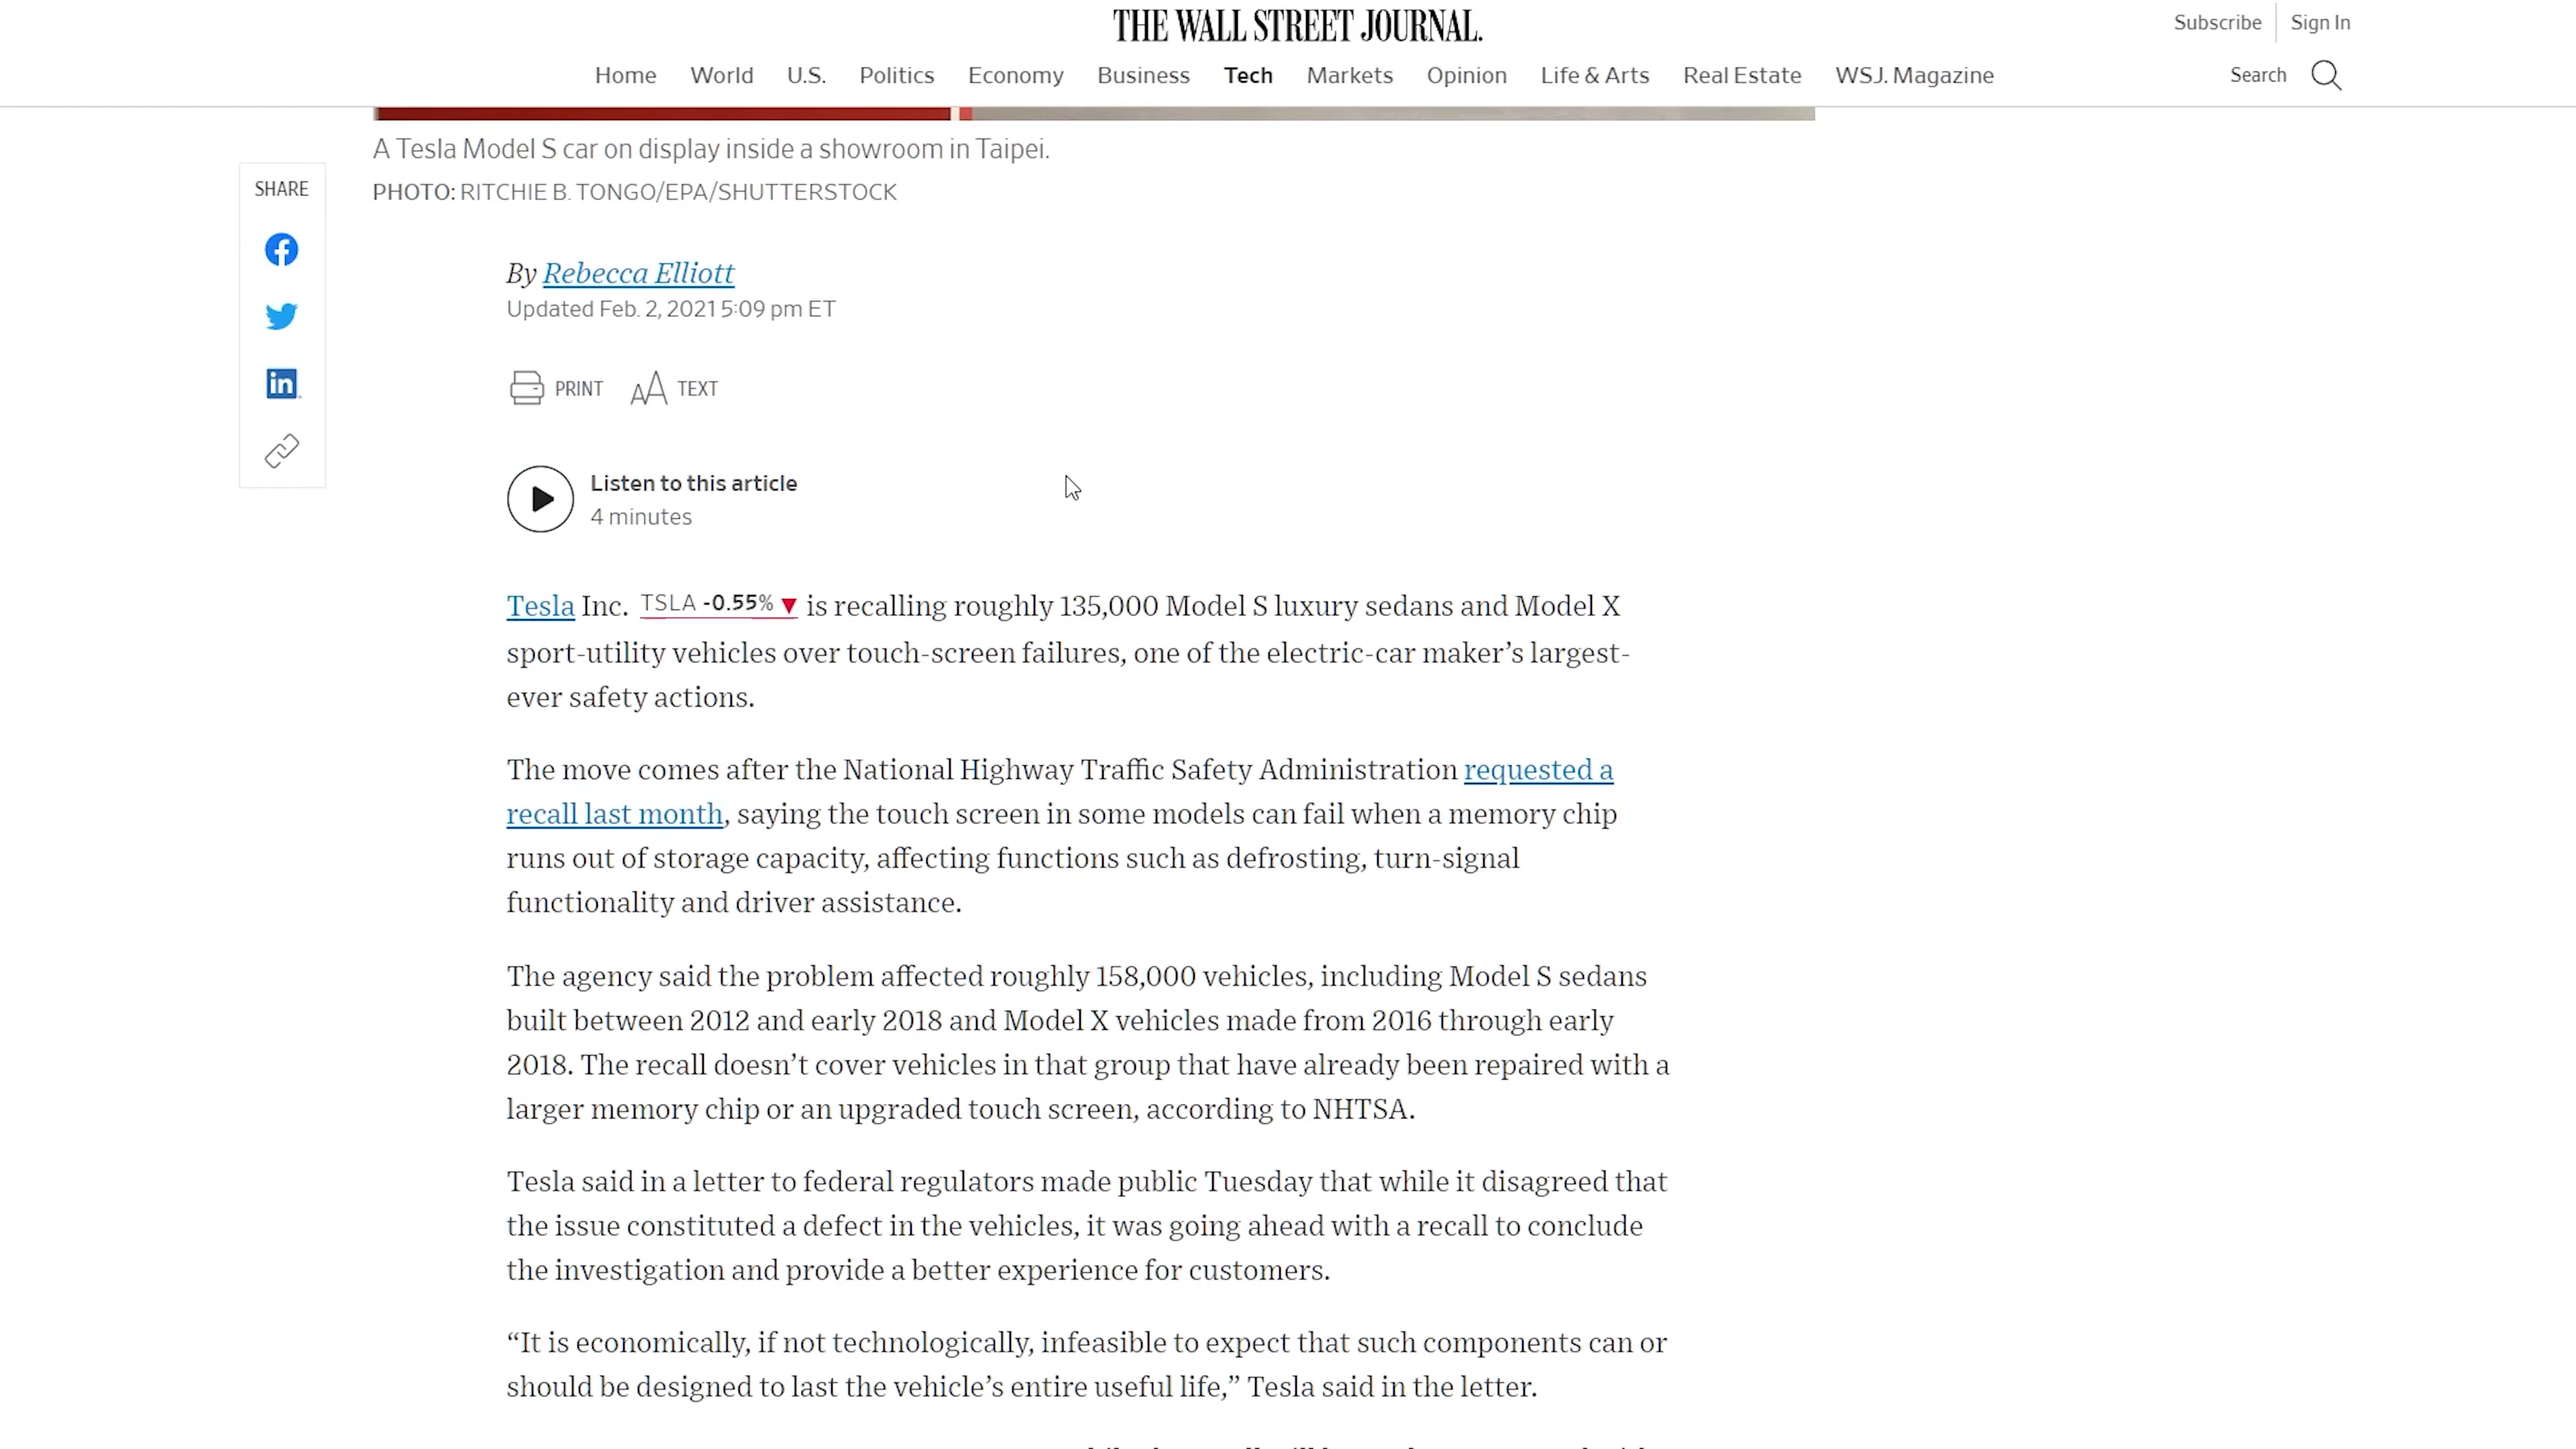 THE WALL STREET JOURNAL.
Subscribe Sign In
Home World U.S. Politics Economy Business Tech Markets Opinion Life & Arts Real Estate WSJ. Magazine Search
A Tesla Model S car on display inside a showroom in Taipei.
PHOTO: RITCHIE B. TONGO/EPA/SHUTTERSTOCK
SHARE
in
By Rebecca Elliott
Updated Feb. 2, 2021 5:09 pm ET
PRINT AA TEXT
Listen to this article
4 minutes
Tesla Inc. TSLA -0.55% ▼ is recalling roughly 135,000 Model S luxury sedans and Model X
sport-utility vehicles over touch-screen failures, one of the electric-car maker’s largest-
ever safety actions.
The move comes after the National Highway Traffic Safety Administration requested a
recall last month, saying the touch screen in some models can fail when a memory chip
runs out of storage capacity, affecting functions such as defrosting, turn-signal
functionality and driver assistance.
The agency said the problem affected roughly 158,000 vehicles, including Model S sedans
built between 2012 and early 2018 and Model X vehicles made from 2016 through early
2018. The recall doesn’t cover vehicles in that group that have already been repaired with a
larger memory chip or an upgraded touch screen, according to NHTSA.
Tesla said in a letter to federal regulators made public Tuesday that while it disagreed that
the issue constituted a defect in the vehicles, it was going ahead with a recall to conclude
the investigation and provide a better experience for customers.
“It is economically, if not technologically, infeasible to expect that such components can or
should be designed to last the vehicle’s entire useful life,” Tesla said in the letter.